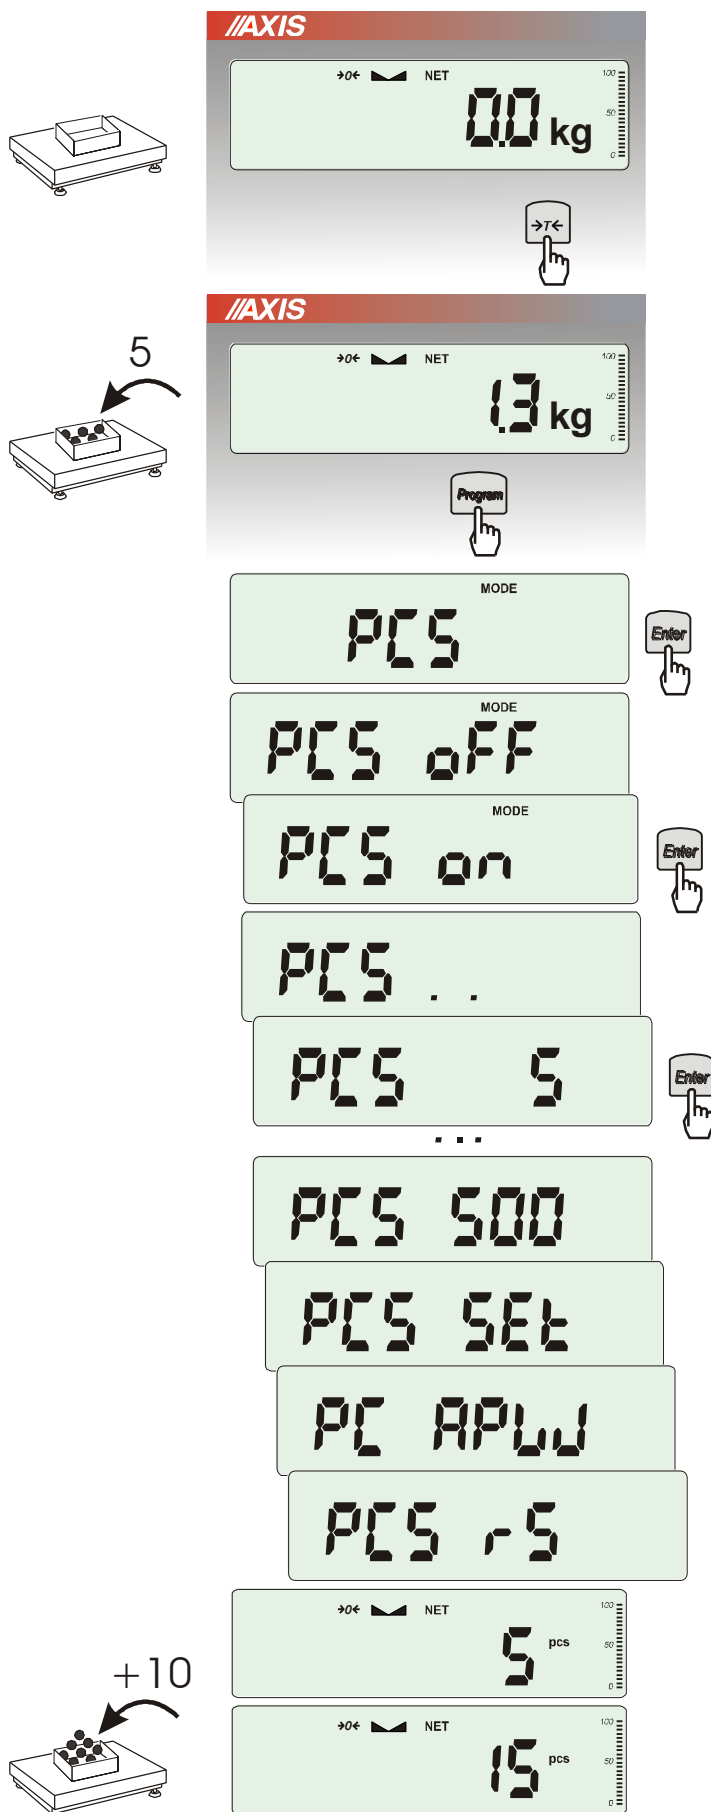 //AXIS
→0← NET 100
0.0 kg 50
0
→T←
//AXIS
5
→0← NET 100
1.3 kg 50
0
Program
MODE
PCS
Enter
MODE
PCS oFF
MODE
PCS on
Enter
PCS . .
PCS 5
Enter
...
PCS 500
PCS SEt
PC APW
PCS rS
→0← NET 100
5 pcs 50
0
+10
→0← NET 100
15 pcs 50
0